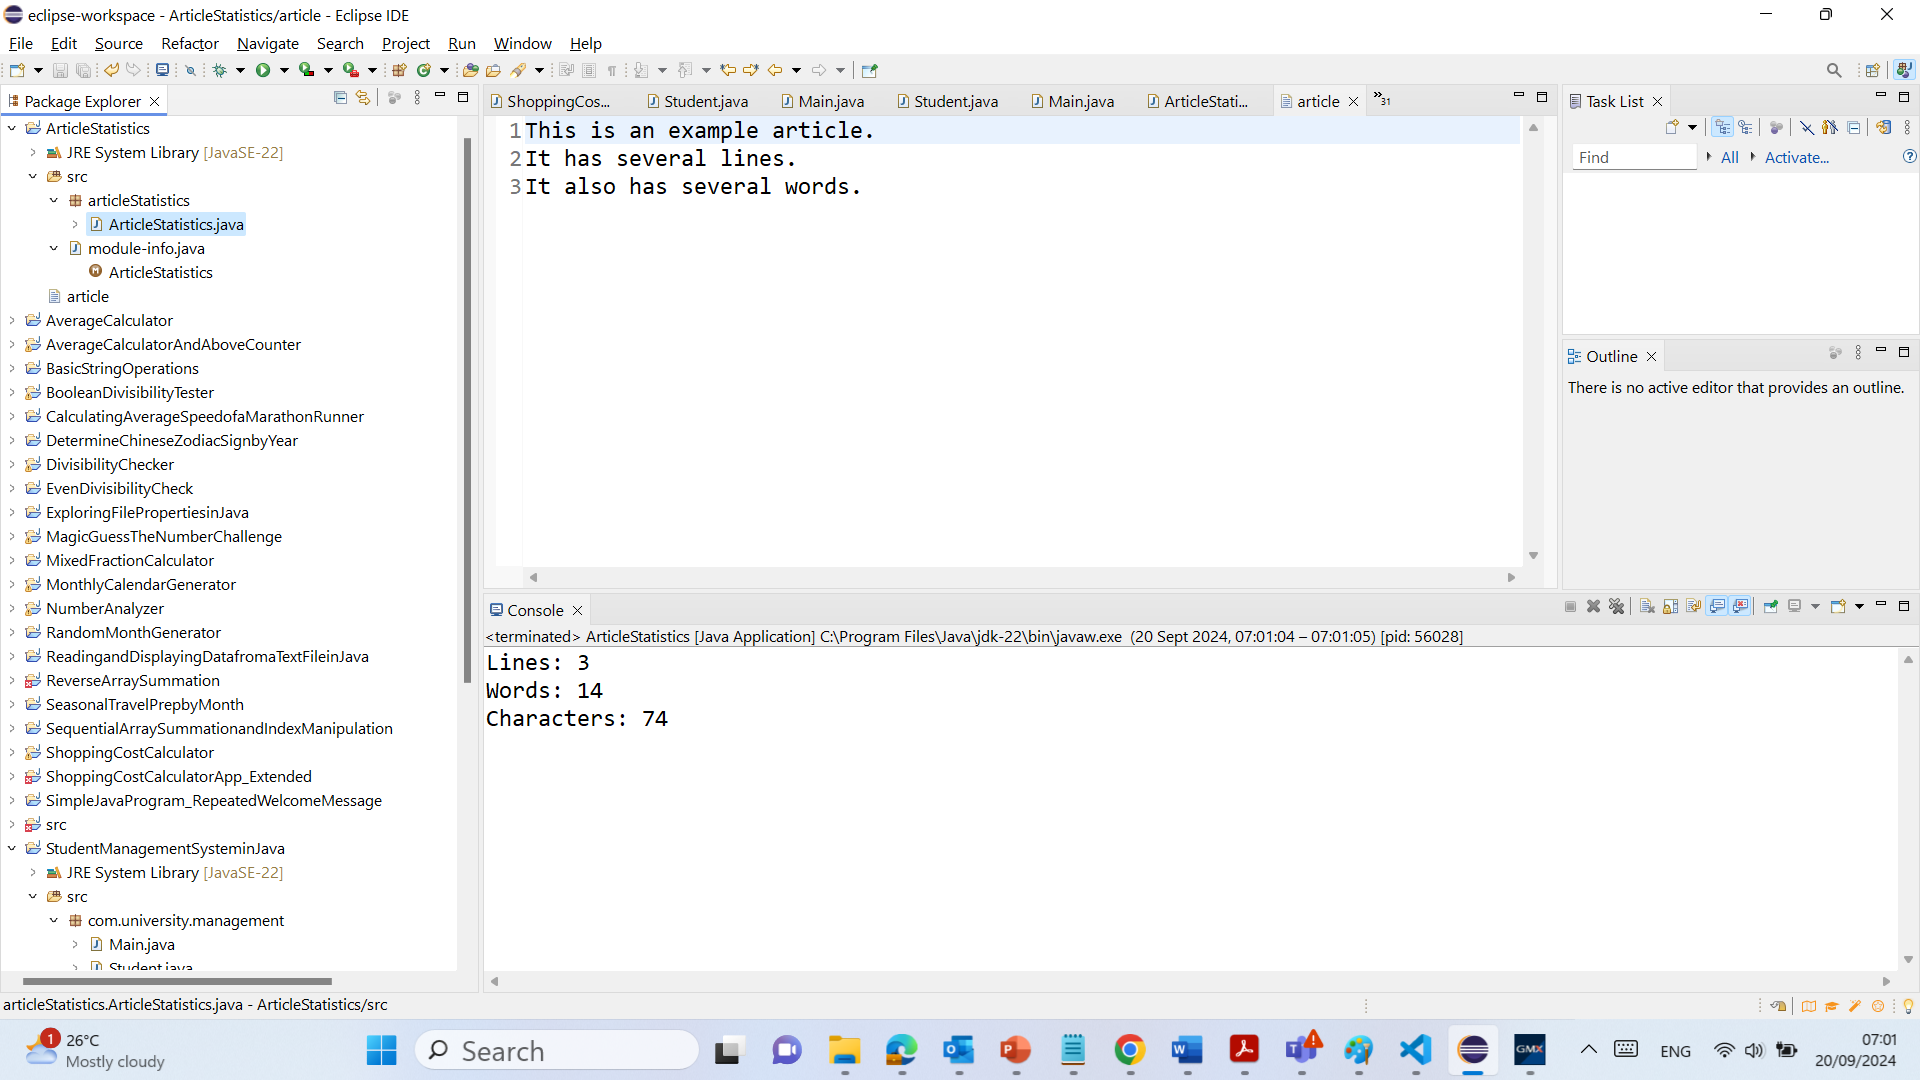 eclipse-workspace - ArticleStatistics/article - Eclipse IDE
File Edit Source Refactor Navigate Search Project Run Window Help
Package Explorer
ArticleStatistics
JRE System Library [JavaSE-22]
src
articleStatistics
ArticleStatistics.java
module-info.java
ArticleStatistics
article
AverageCalculator
AverageCalculatorAndAboveCounter
BasicStringOperations
BooleanDivisibilityTester
CalculatingAverageSpeedofaMarathonRunner
DetermineChineseZodiacSignbyYear
DivisibilityChecker
EvenDivisibilityCheck
ExploringFilePropertiesinJava
MagicGuessTheNumberChallenge
MixedFractionCalculator
MonthlyCalendarGenerator
NumberAnalyzer
RandomMonthGenerator
ReadingandDisplayingDatafromaTextFileinJava
ReverseArraySummation
SeasonalTravelPrepbyMonth
SequentialArraySummationandIndexManipulation
ShoppingCostCalculator
ShoppingCostCalculatorApp_Extended
SimpleJavaProgram_RepeatedWelcomeMessage
src
StudentManagementSysteminJava
JRE System Library [JavaSE-22]
src
com.university.management
Main.java
Student.java
ShoppingCos... Student.java Main.java Student.java Main.java ArticleStati... article »31
1 This is an example article.
2 It has several lines.
3 It also has several words.
Task List
Find All Activate...
Outline
There is no active editor that provides an outline.
Console
<terminated> ArticleStatistics [Java Application] C:\Program Files\Java\jdk-22\bin\javaw.exe (20 Sept 2024, 07:01:04 – 07:01:05) [pid: 56028]
Lines: 3
Words: 14
Characters: 74
articleStatistics.ArticleStatistics.java - ArticleStatistics/src
1
26°C
Mostly cloudy
Search
GMX
ENG
07:01
20/09/2024